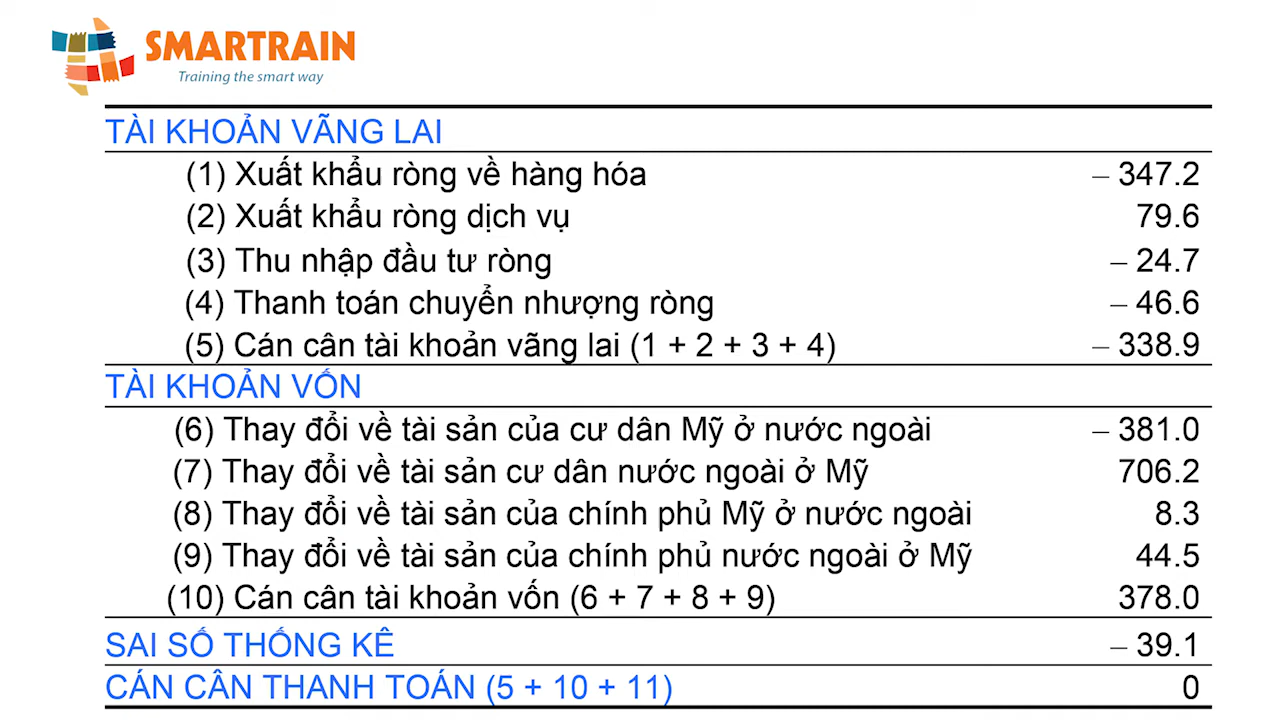 SMARTRAIN
Training the smart way
TÀI KHOẢN VÃNG LAI
(1) Xuất khẩu ròng về hàng hóa – 347.2
(2) Xuất khẩu ròng dịch vụ 79.6
(3) Thu nhập đầu tư ròng – 24.7
(4) Thanh toán chuyển nhượng ròng – 46.6
(5) Cán cân tài khoản vãng lai (1 + 2 + 3 + 4) – 338.9
TÀI KHOẢN VỐN
(6) Thay đổi về tài sản của cư dân Mỹ ở nước ngoài – 381.0
(7) Thay đổi về tài sản cư dân nước ngoài ở Mỹ 706.2
(8) Thay đổi về tài sản của chính phủ Mỹ ở nước ngoài 8.3
(9) Thay đổi về tài sản của chính phủ nước ngoài ở Mỹ 44.5
(10) Cán cân tài khoản vốn (6 + 7 + 8 + 9) 378.0
SAI SỐ THỐNG KÊ – 39.1
CÁN CÂN THANH TOÁN (5 + 10 + 11) 0